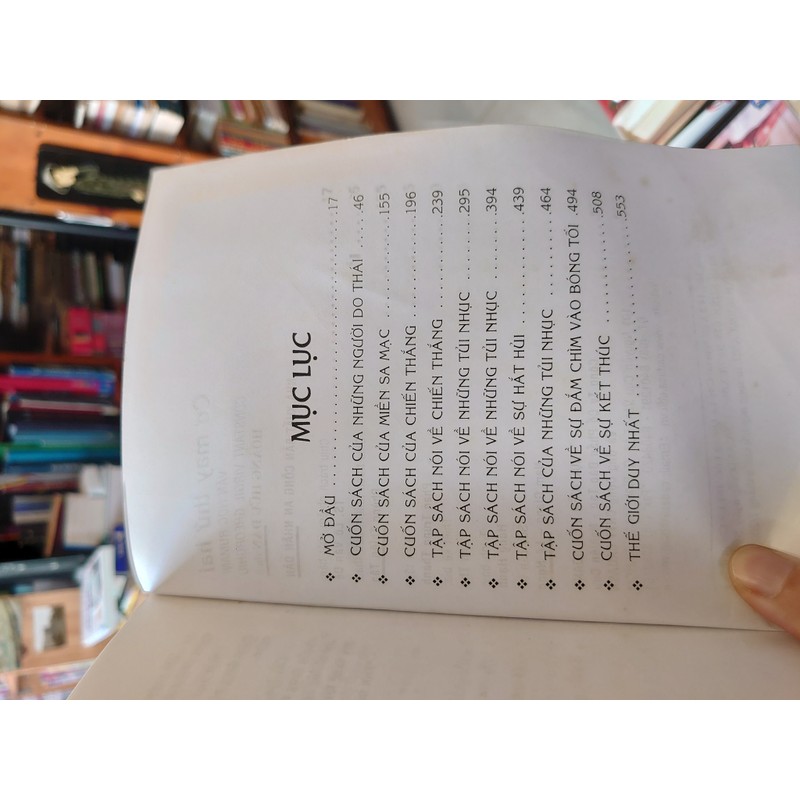 MỤC LỤC
❖ MỞ ĐẦU ........................ 17
❖ CUỐN SÁCH CỦA NHỮNG NGƯỜI DO THÁI .... 46
❖ CUỐN SÁCH CỦA MIỀN SA MẠC ............ 155
❖ CUỐN SÁCH CỦA CHIẾN THẮNG ............ 196
❖ TẬP SÁCH NÓI VỀ CHIẾN THẮNG .......... 239
❖ TẬP SÁCH NÓI VỀ NHỮNG TỦI NHỤC ....... 295
❖ TẬP SÁCH NÓI VỀ NHỮNG TỦI NHỤC ....... 394
❖ TẬP SÁCH NÓI VỀ SỰ HẮT HỦI ........... 439
❖ TẬP SÁCH CỦA NHỮNG TỦI NHỤC .......... 464
❖ CUỐN SÁCH VỀ SỰ ĐẮM CHÌM VÀO BÓNG TỐI . 494
❖ CUỐN SÁCH VỀ SỰ KẾT THÚC ............. 508
❖ THẾ GIỚI DUY NHẤT .................... 553